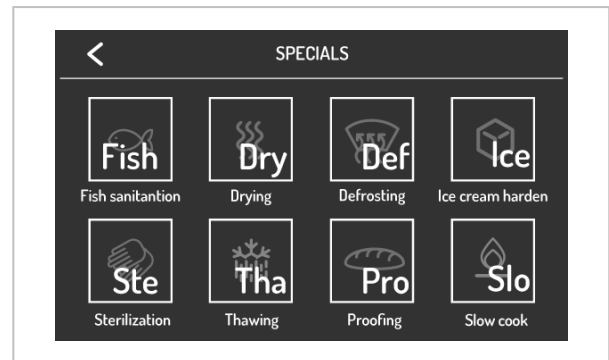 SPECIALS
Fish Dry Def Ice
Fish sanitantion Drying Defrosting Ice cream harden
Ste Tha Pro Slo
Sterilization Thawing Proofing Slow cook